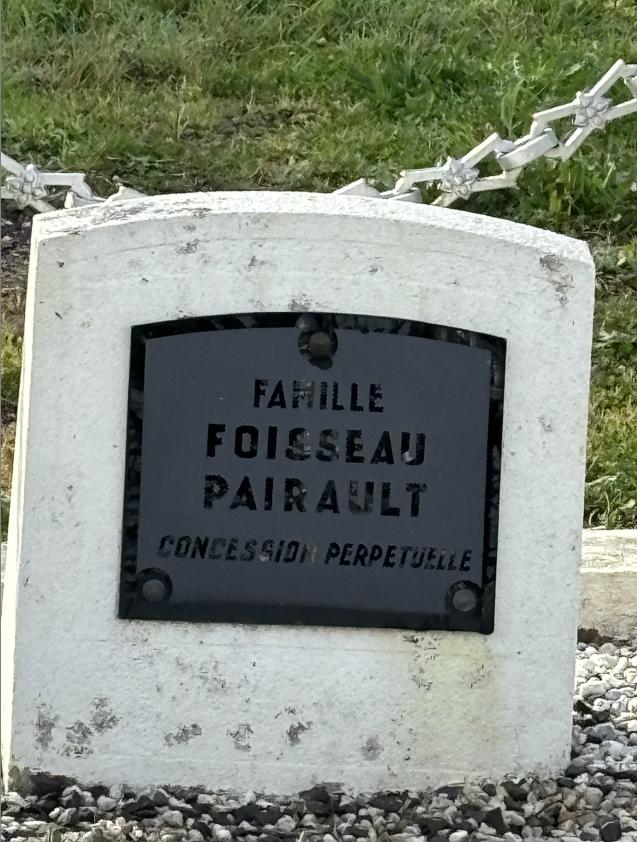 FAMILLE
FOISSEAU
PAIRAULT
CONCESSION PERPETUELLE